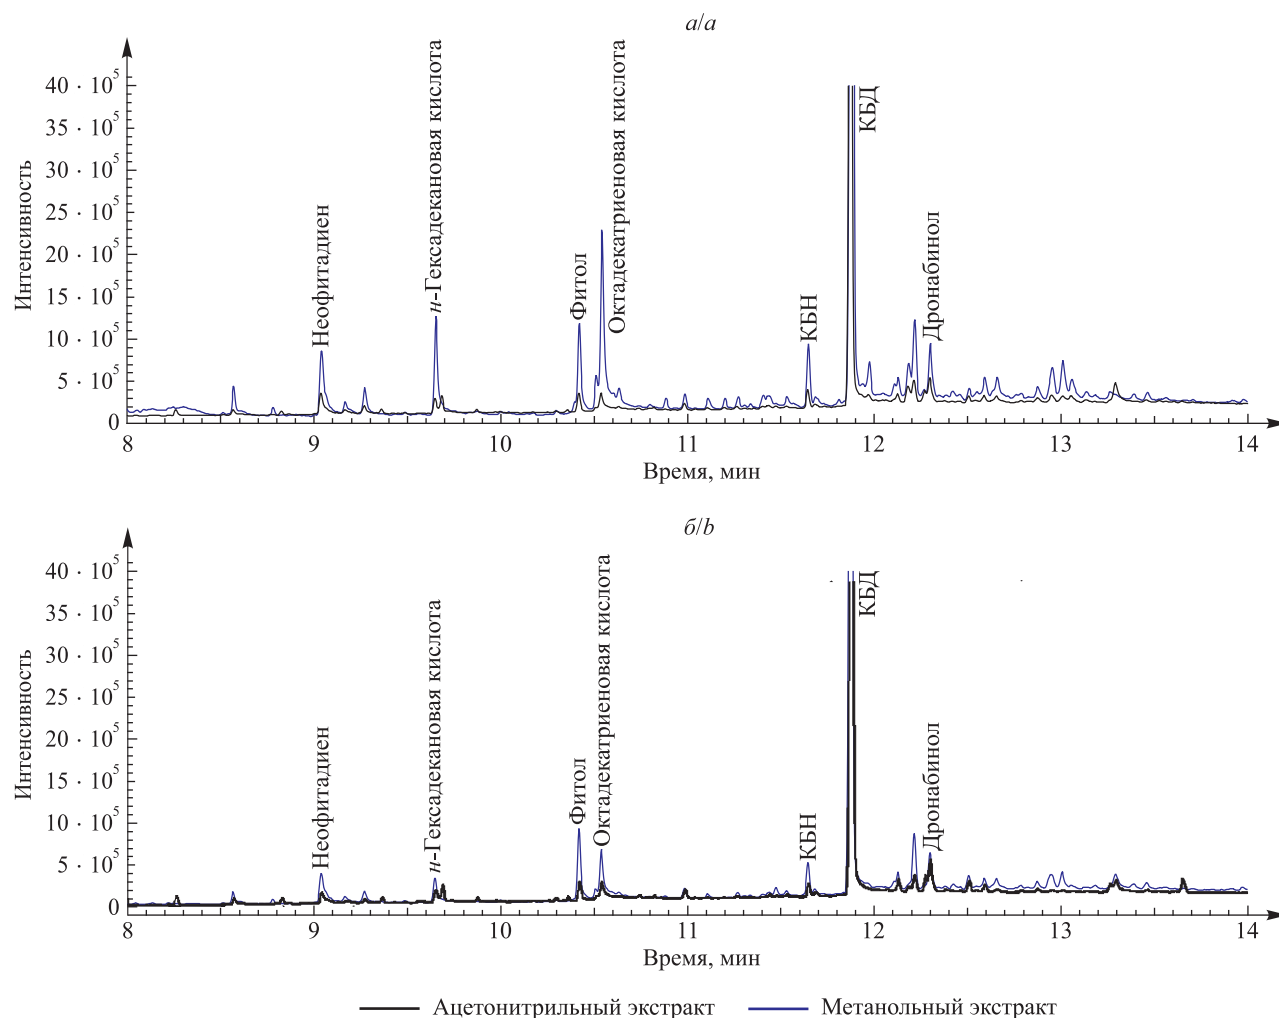 а/a
Интенсивность
40 · 10⁵
35 · 10⁵
30 · 10⁵
25 · 10⁵
20 · 10⁵
15 · 10⁵
10 · 10⁵
5 · 10⁵
0
Неофитадиен
н-Гексадекановая кислота
Фитол
Октадекатриеновая кислота
КБН
КБД
Дронабинол
8 9 10 11 12 13 14
Время, мин
б/b
Интенсивность
40 · 10⁵
35 · 10⁵
30 · 10⁵
25 · 10⁵
20 · 10⁵
15 · 10⁵
10 · 10⁵
5 · 10⁵
0
Неофитадиен
н-Гексадекановая кислота
Фитол
Октадекатриеновая кислота
КБН
КБД
Дронабинол
8 9 10 11 12 13 14
Время, мин
Ацетонитрильный экстракт Метанольный экстракт